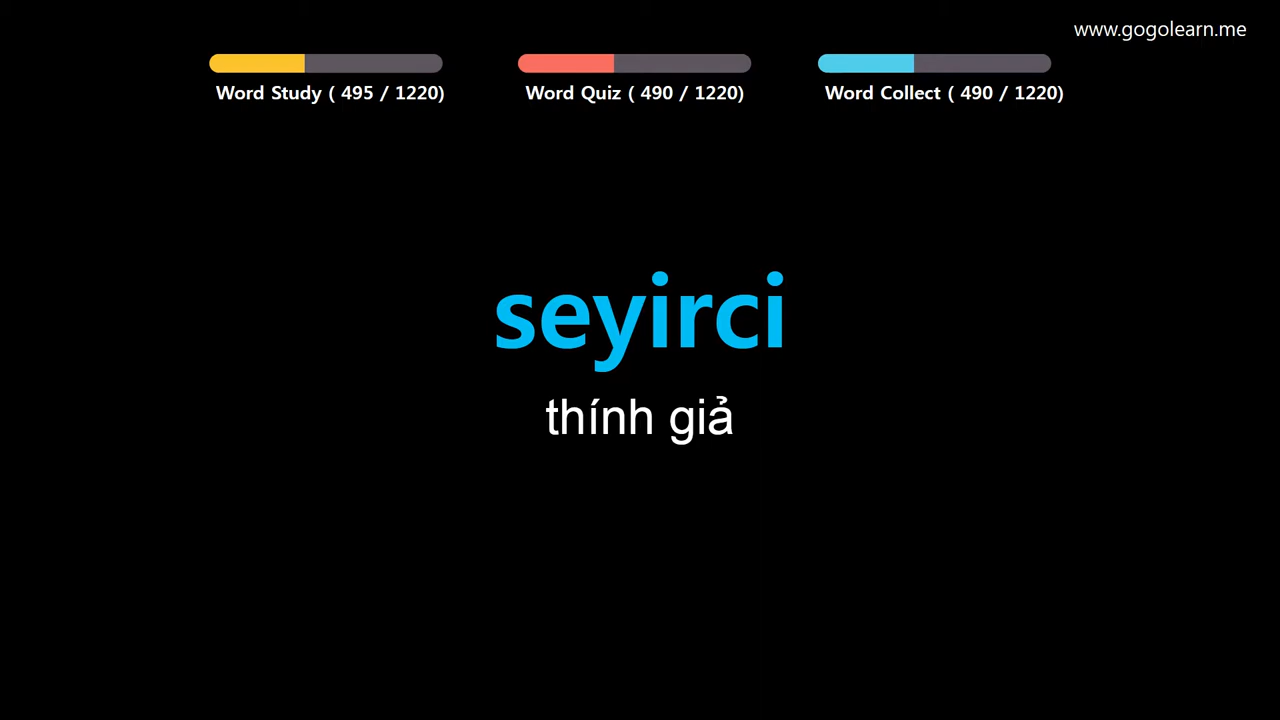 www.gogolearn.me
Word Study ( 495 / 1220)
Word Quiz ( 490 / 1220)
Word Collect ( 490 / 1220)
seyirci
thính giả